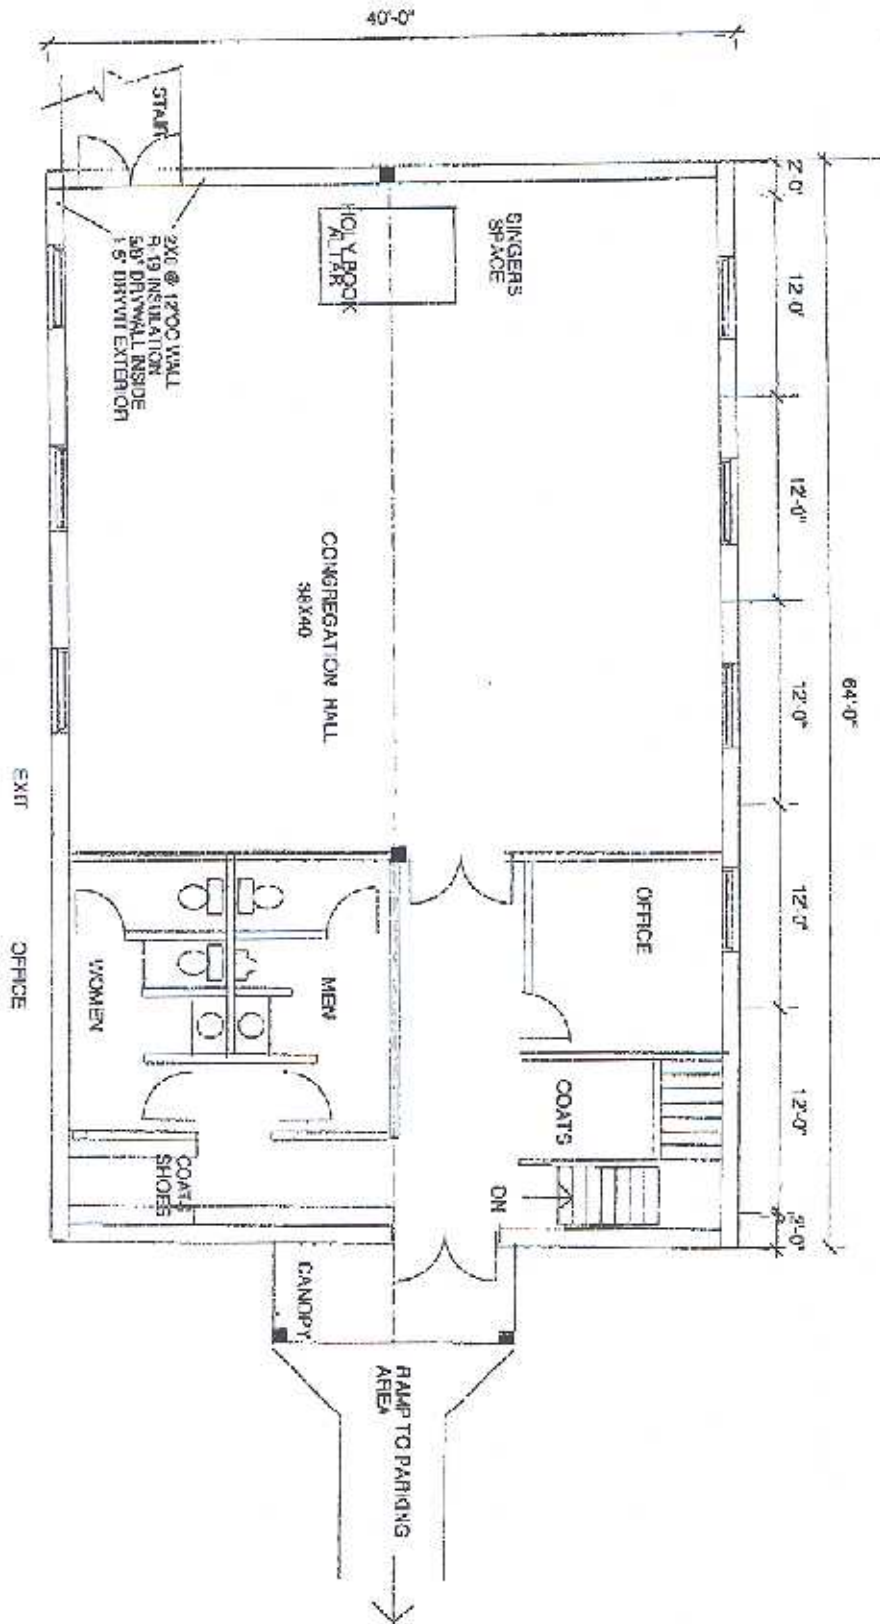 40'-0"
STAIR
2'0"
12'-0"
12'-0"
12'-0"
12'-0"
12'-0"
2'-0"
64'-0"
SINGERS
SPACE
HOLY BOOK
ALTAR
2X6 @ 12"OC WALL
R-19 INSULATION
5/8" DRYWALL INSIDE
1.5" DRYVIT EXTERIOR
CONGREGATION HALL
38X40
EXIT
OFFICE
OFFICE
MEN
WOMEN
COATS
COATS
SHOES
DN
CANOPY
RAMP TO PARKING
AREA